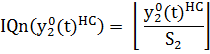 IQn(y₂⁰(t)ᴴᶜ) = ⌊ y₂⁰(t)ᴴᶜ / S₂ ⌋